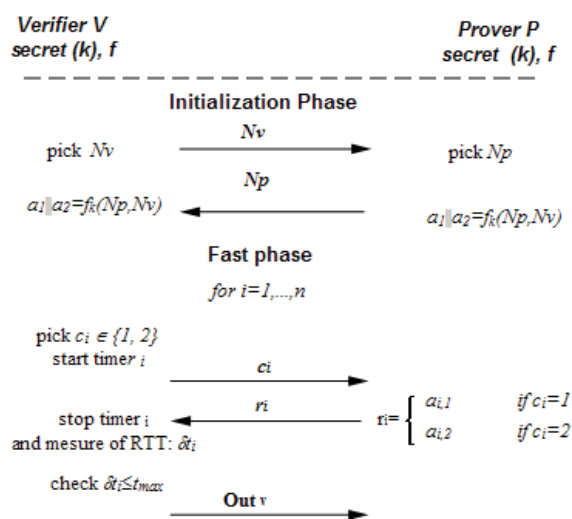 Verifier V
secret (k), f
Prover P
secret (k), f
Initialization Phase
pick Nv
Nv
pick Np
Np
a1||a2=fk(Np,Nv)
a1||a2=fk(Np,Nv)
Fast phase
for i=1,...,n
pick ci ∈ {1, 2}
start timer i
ci
stop timer i
and mesure of RTT: δti
ri
ri= { ai,1 if ci=1
ai,2 if ci=2
check δti≤tmax
Out v